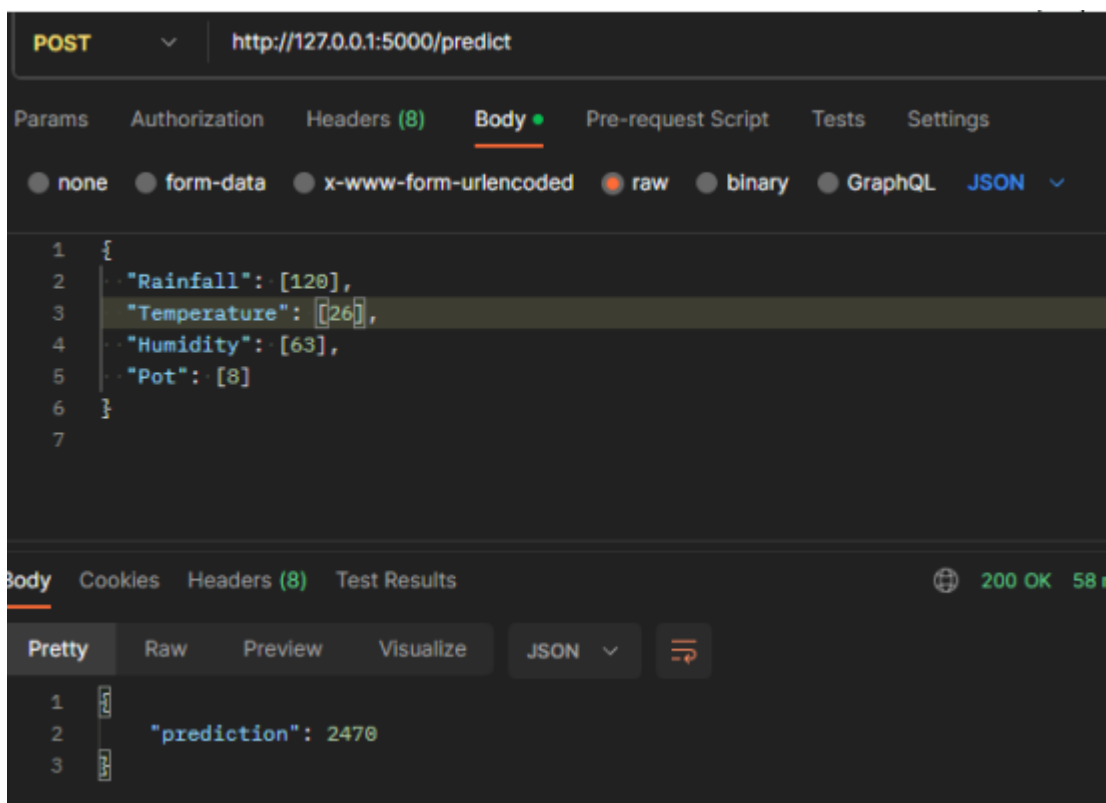 POST http://127.0.0.1:5000/predict
Params Authorization Headers (8) Body Pre-request Script Tests Settings
none form-data x-www-form-urlencoded raw binary GraphQL JSON
1 {
2 "Rainfall": [120],
3 "Temperature": [26],
4 "Humidity": [63],
5 "Pot": [8]
6 }
7
Body Cookies Headers (8) Test Results 200 OK 58
Pretty Raw Preview Visualize JSON
1 {
2 "prediction": 2470
3 }